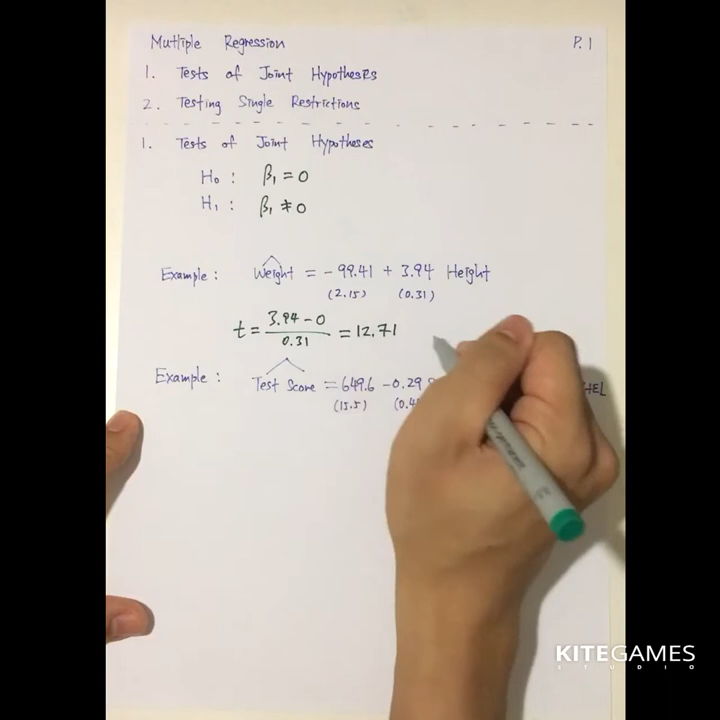 Mutliple Regression P.1
1. Tests of Joint Hypotheses
2. Testing Single Restrictions
1. Tests of Joint Hypotheses
H₀ : β₁ = 0
H₁ : β₁ ≠ 0
Example : Weight = - 99.41 + 3.94 Height
(2.15) (0.31)
t = 3.94 - 0 / 0.31 = 12.71
Example : Test Score = 649.6 - 0.29
(15.5)
KITEGAMES
STUDIO